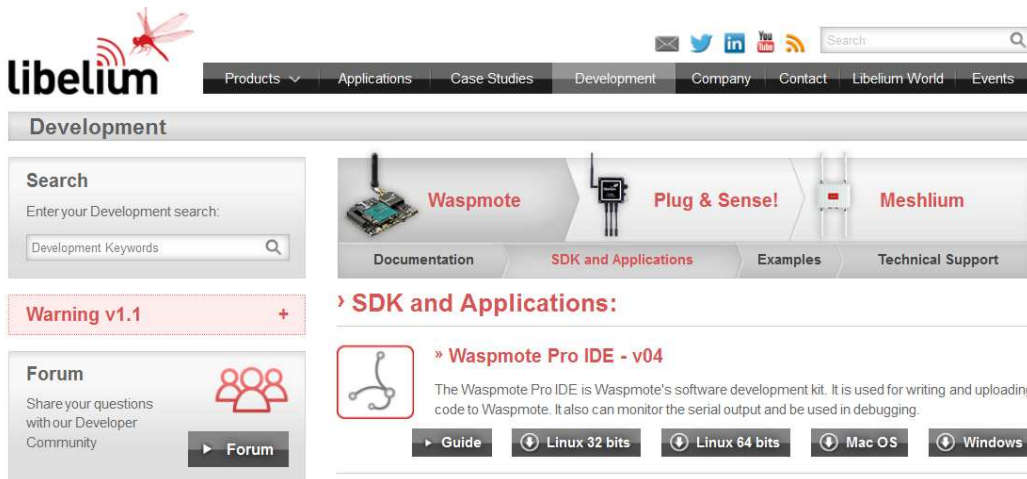 libelium
Search
Products Applications Case Studies Development Company Contact Libelium World Events
Development
Search
Enter your Development search:
Development Keywords
Warning v1.1 +
Forum
Share your questions
with our Developer
Community
Forum
Waspmote Plug & Sense! Meshlium
Documentation SDK and Applications Examples Technical Support
› SDK and Applications:
» Waspmote Pro IDE - v04
The Waspmote Pro IDE is Waspmote's software development kit. It is used for writing and uploading
code to Waspmote. It also can monitor the serial output and be used in debugging.
Guide Linux 32 bits Linux 64 bits Mac OS Windows